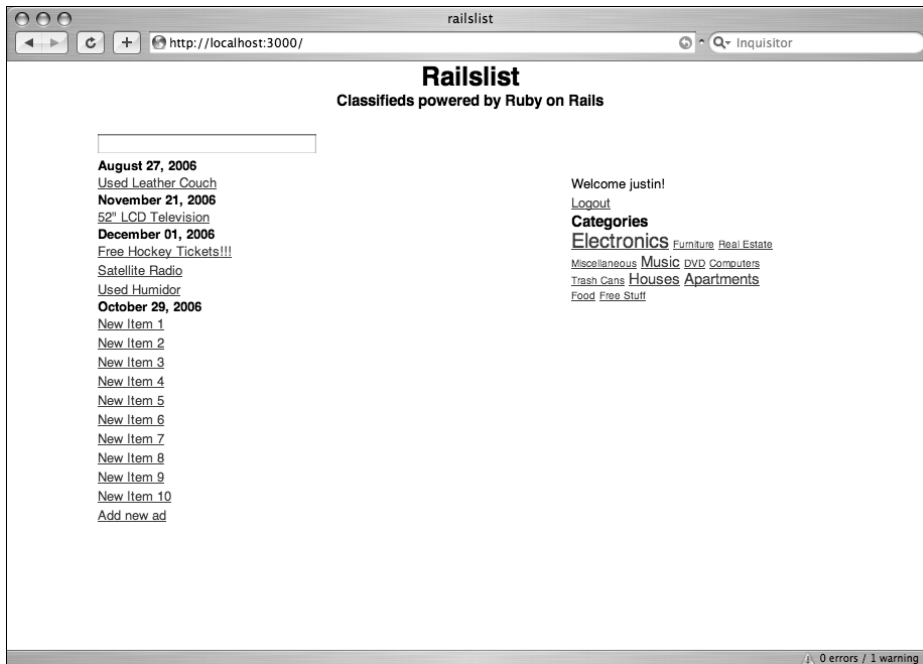 railslist
http://localhost:3000/
Inquisitor
Railslist
Classifieds powered by Ruby on Rails
August 27, 2006
Used Leather Couch
November 21, 2006
52" LCD Television
December 01, 2006
Free Hockey Tickets!!!
Satellite Radio
Used Humidor
October 29, 2006
New Item 1
New Item 2
New Item 3
New Item 4
New Item 5
New Item 6
New Item 7
New Item 8
New Item 9
New Item 10
Add new ad
Welcome justin!
Logout
Categories
Electronics Furniture Real Estate
Miscellaneous Music DVD Computers
Trash Cans Houses Apartments
Food Free Stuff
0 errors / 1 warning